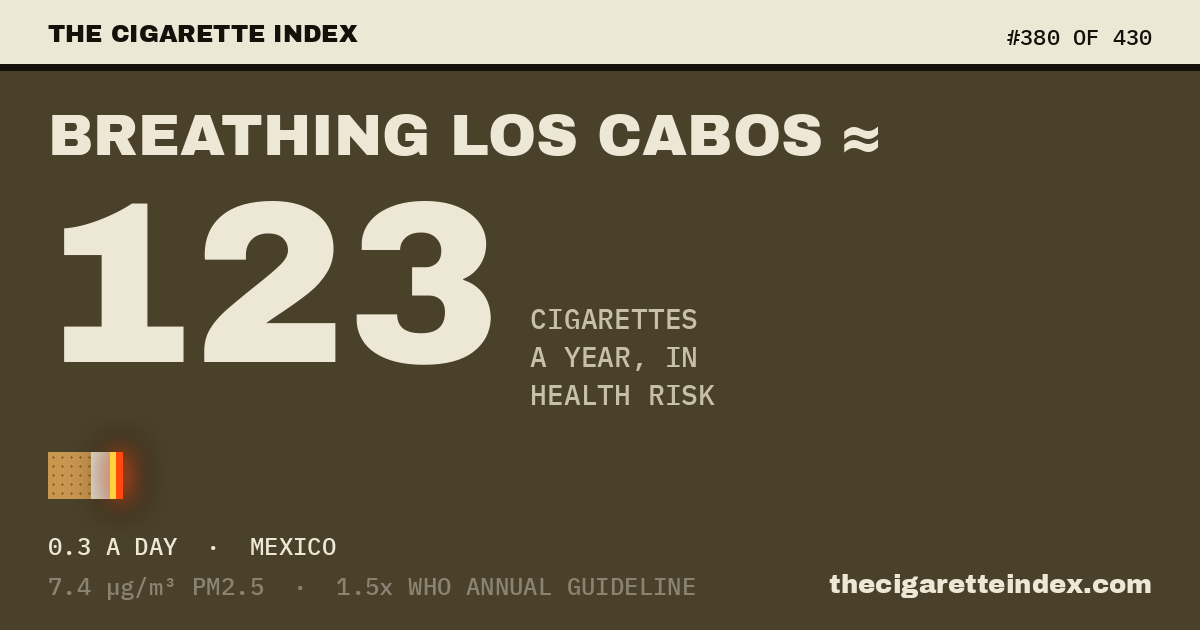 THE CIGARETTE INDEX
#380 OF 430
BREATHING LOS CABOS ≈
123
CIGARETTES
A YEAR, IN
HEALTH RISK
0.3 A DAY · MEXICO
7.4 µg/m³ PM2.5 · 1.5x WHO ANNUAL GUIDELINE
thecigaretteindex.com